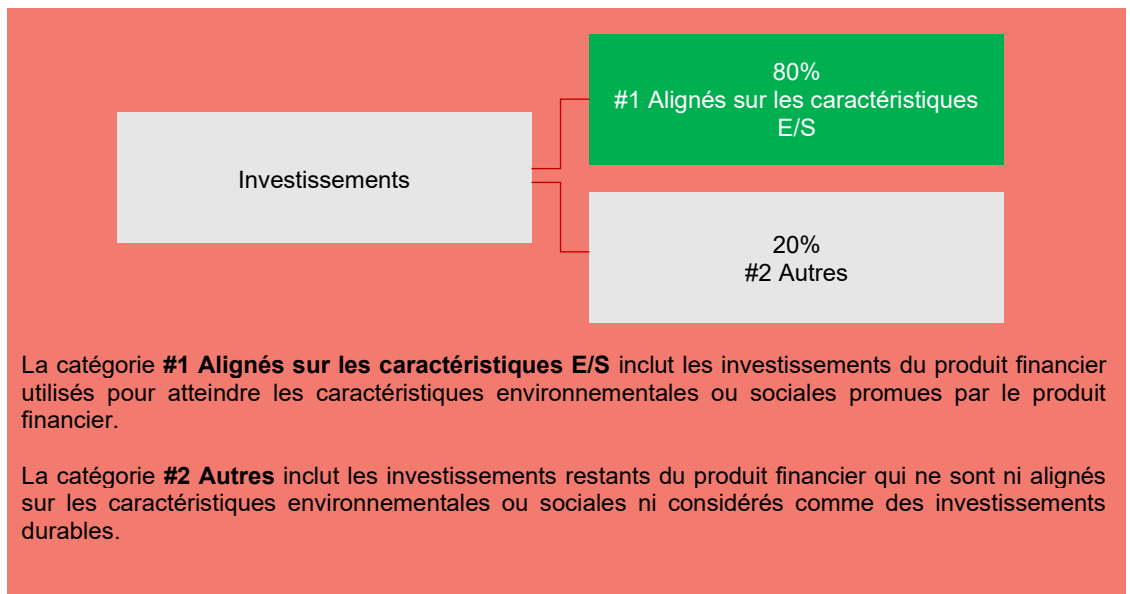 80%
#1 Alignés sur les caractéristiques
E/S
Investissements
20%
#2 Autres
La catégorie #1 Alignés sur les caractéristiques E/S inclut les investissements du produit financier
utilisés pour atteindre les caractéristiques environnementales ou sociales promues par le produit
financier.
La catégorie #2 Autres inclut les investissements restants du produit financier qui ne sont ni alignés
sur les caractéristiques environnementales ou sociales ni considérés comme des investissements
durables.